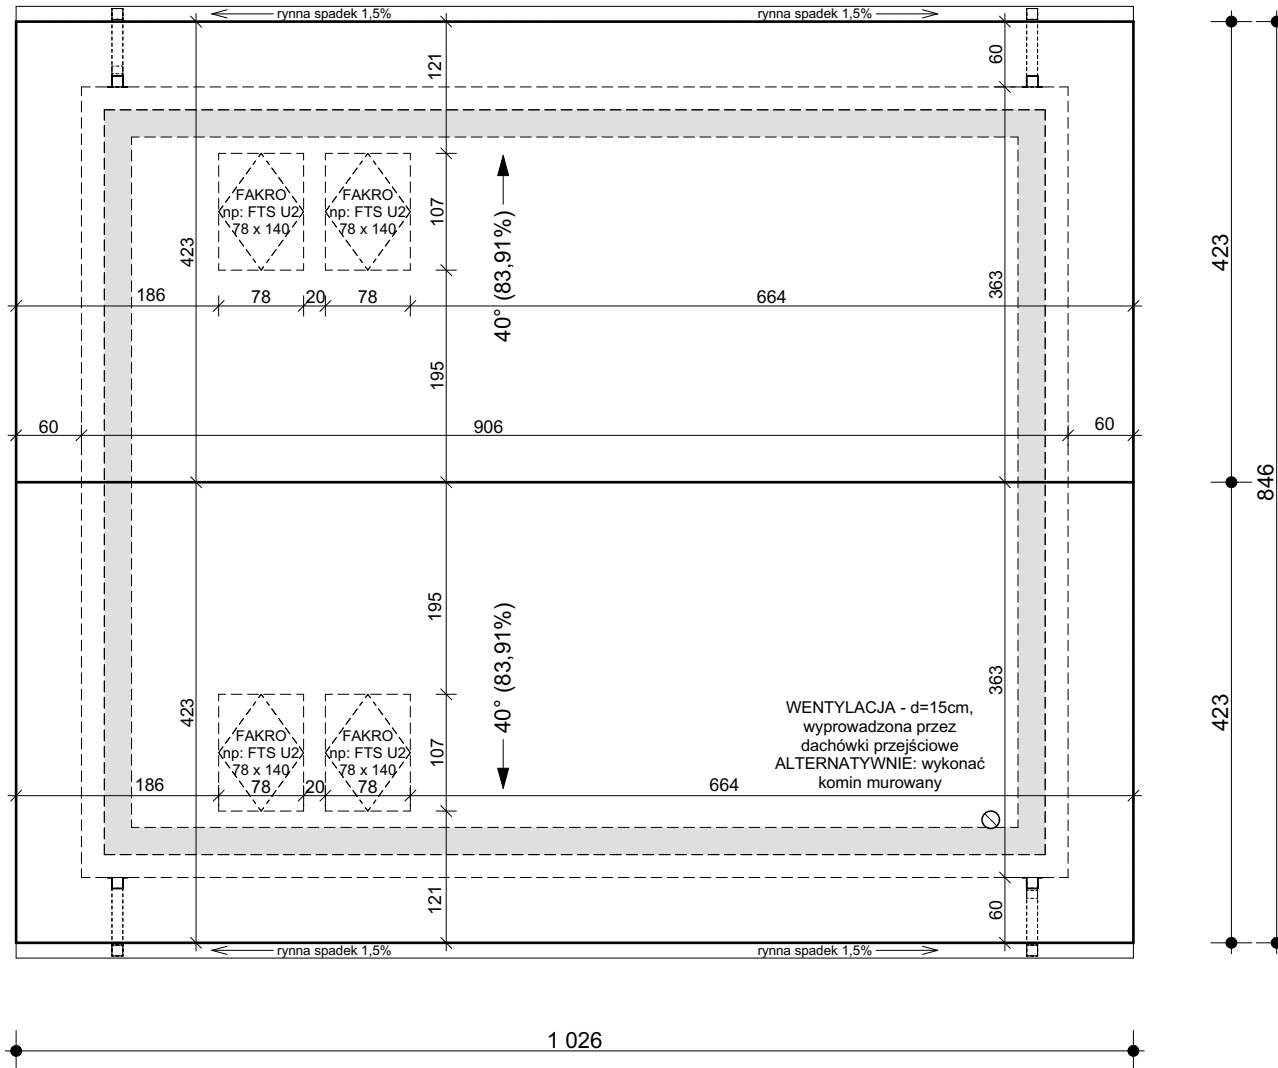 rynna spadek 1,5%
rynna spadek 1,5%
121
60
FAKRO
np: FTS U2
78 x 140
FAKRO
np: FTS U2
78 x 140
107
423
40° (83,91%)
363
423
186
78
20
78
664
195
60
906
60
846
195
40° (83,91%)
423
363
423
WENTYLACJA - d=15cm,
wyprowadzona przez
dachówki przejściowe
ALTERNATYWNIE: wykonać
komin murowany
FAKRO
np: FTS U2
78 x 140
FAKRO
np: FTS U2
78 x 140
107
186
78
20
78
664
121
60
rynna spadek 1,5%
rynna spadek 1,5%
1 026